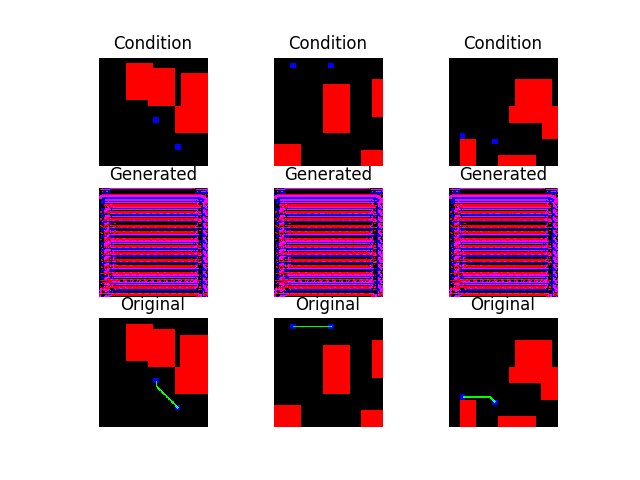 Condition Condition Condition
Generated Generated Generated
Original Original Original